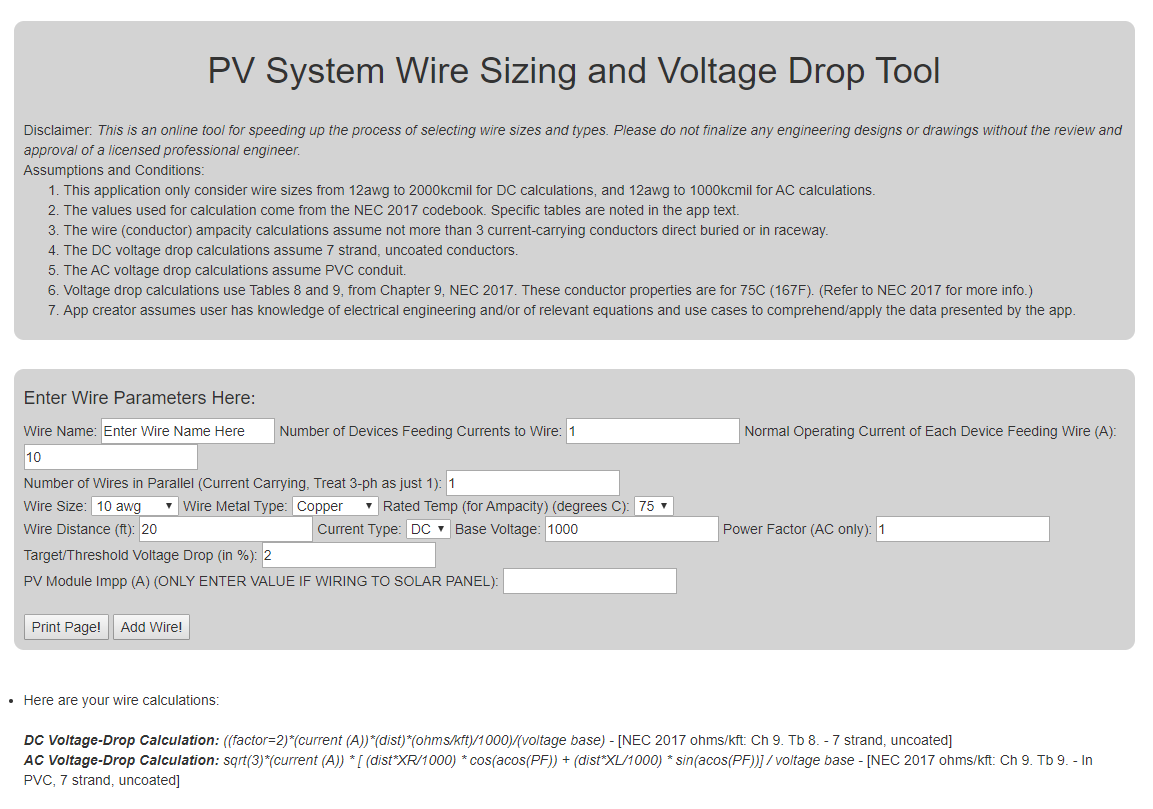 PV System Wire Sizing and Voltage Drop Tool
Disclaimer: This is an online tool for speeding up the process of selecting wire sizes and types. Please do not finalize any engineering designs or drawings without the review and
approval of a licensed professional engineer.
Assumptions and Conditions:
1. This application only consider wire sizes from 12awg to 2000kcmil for DC calculations, and 12awg to 1000kcmil for AC calculations.
2. The values used for calculation come from the NEC 2017 codebook. Specific tables are noted in the app text.
3. The wire (conductor) ampacity calculations assume not more than 3 current-carrying conductors direct buried or in raceway.
4. The DC voltage drop calculations assume 7 strand, uncoated conductors.
5. The AC voltage drop calculations assume PVC conduit.
6. Voltage drop calculations use Tables 8 and 9, from Chapter 9, NEC 2017. These conductor properties are for 75C (167F). (Refer to NEC 2017 for more info.)
7. App creator assumes user has knowledge of electrical engineering and/or of relevant equations and use cases to comprehend/apply the data presented by the app.
Enter Wire Parameters Here:
Wire Name: Enter Wire Name Here Number of Devices Feeding Currents to Wire: 1 Normal Operating Current of Each Device Feeding Wire (A):
10
Number of Wires in Parallel (Current Carrying, Treat 3-ph as just 1): 1
Wire Size: 10 awg Wire Metal Type: Copper Rated Temp (for Ampacity) (degrees C): 75
Wire Distance (ft): 20 Current Type: DC Base Voltage: 1000 Power Factor (AC only): 1
Target/Threshold Voltage Drop (in %): 2
PV Module Impp (A) (ONLY ENTER VALUE IF WIRING TO SOLAR PANEL):
Print Page! Add Wire!
• Here are your wire calculations:
DC Voltage-Drop Calculation: ((factor=2)*(current (A))*(dist)*(ohms/kft)/1000)/(voltage base) - [NEC 2017 ohms/kft: Ch 9. Tb 8. - 7 strand, uncoated]
AC Voltage-Drop Calculation: sqrt(3)*(current (A)) * [ (dist*XR/1000) * cos(acos(PF)) + (dist*XL/1000) * sin(acos(PF))] / voltage base - [NEC 2017 ohms/kft: Ch 9. Tb 9. - In
PVC, 7 strand, uncoated]